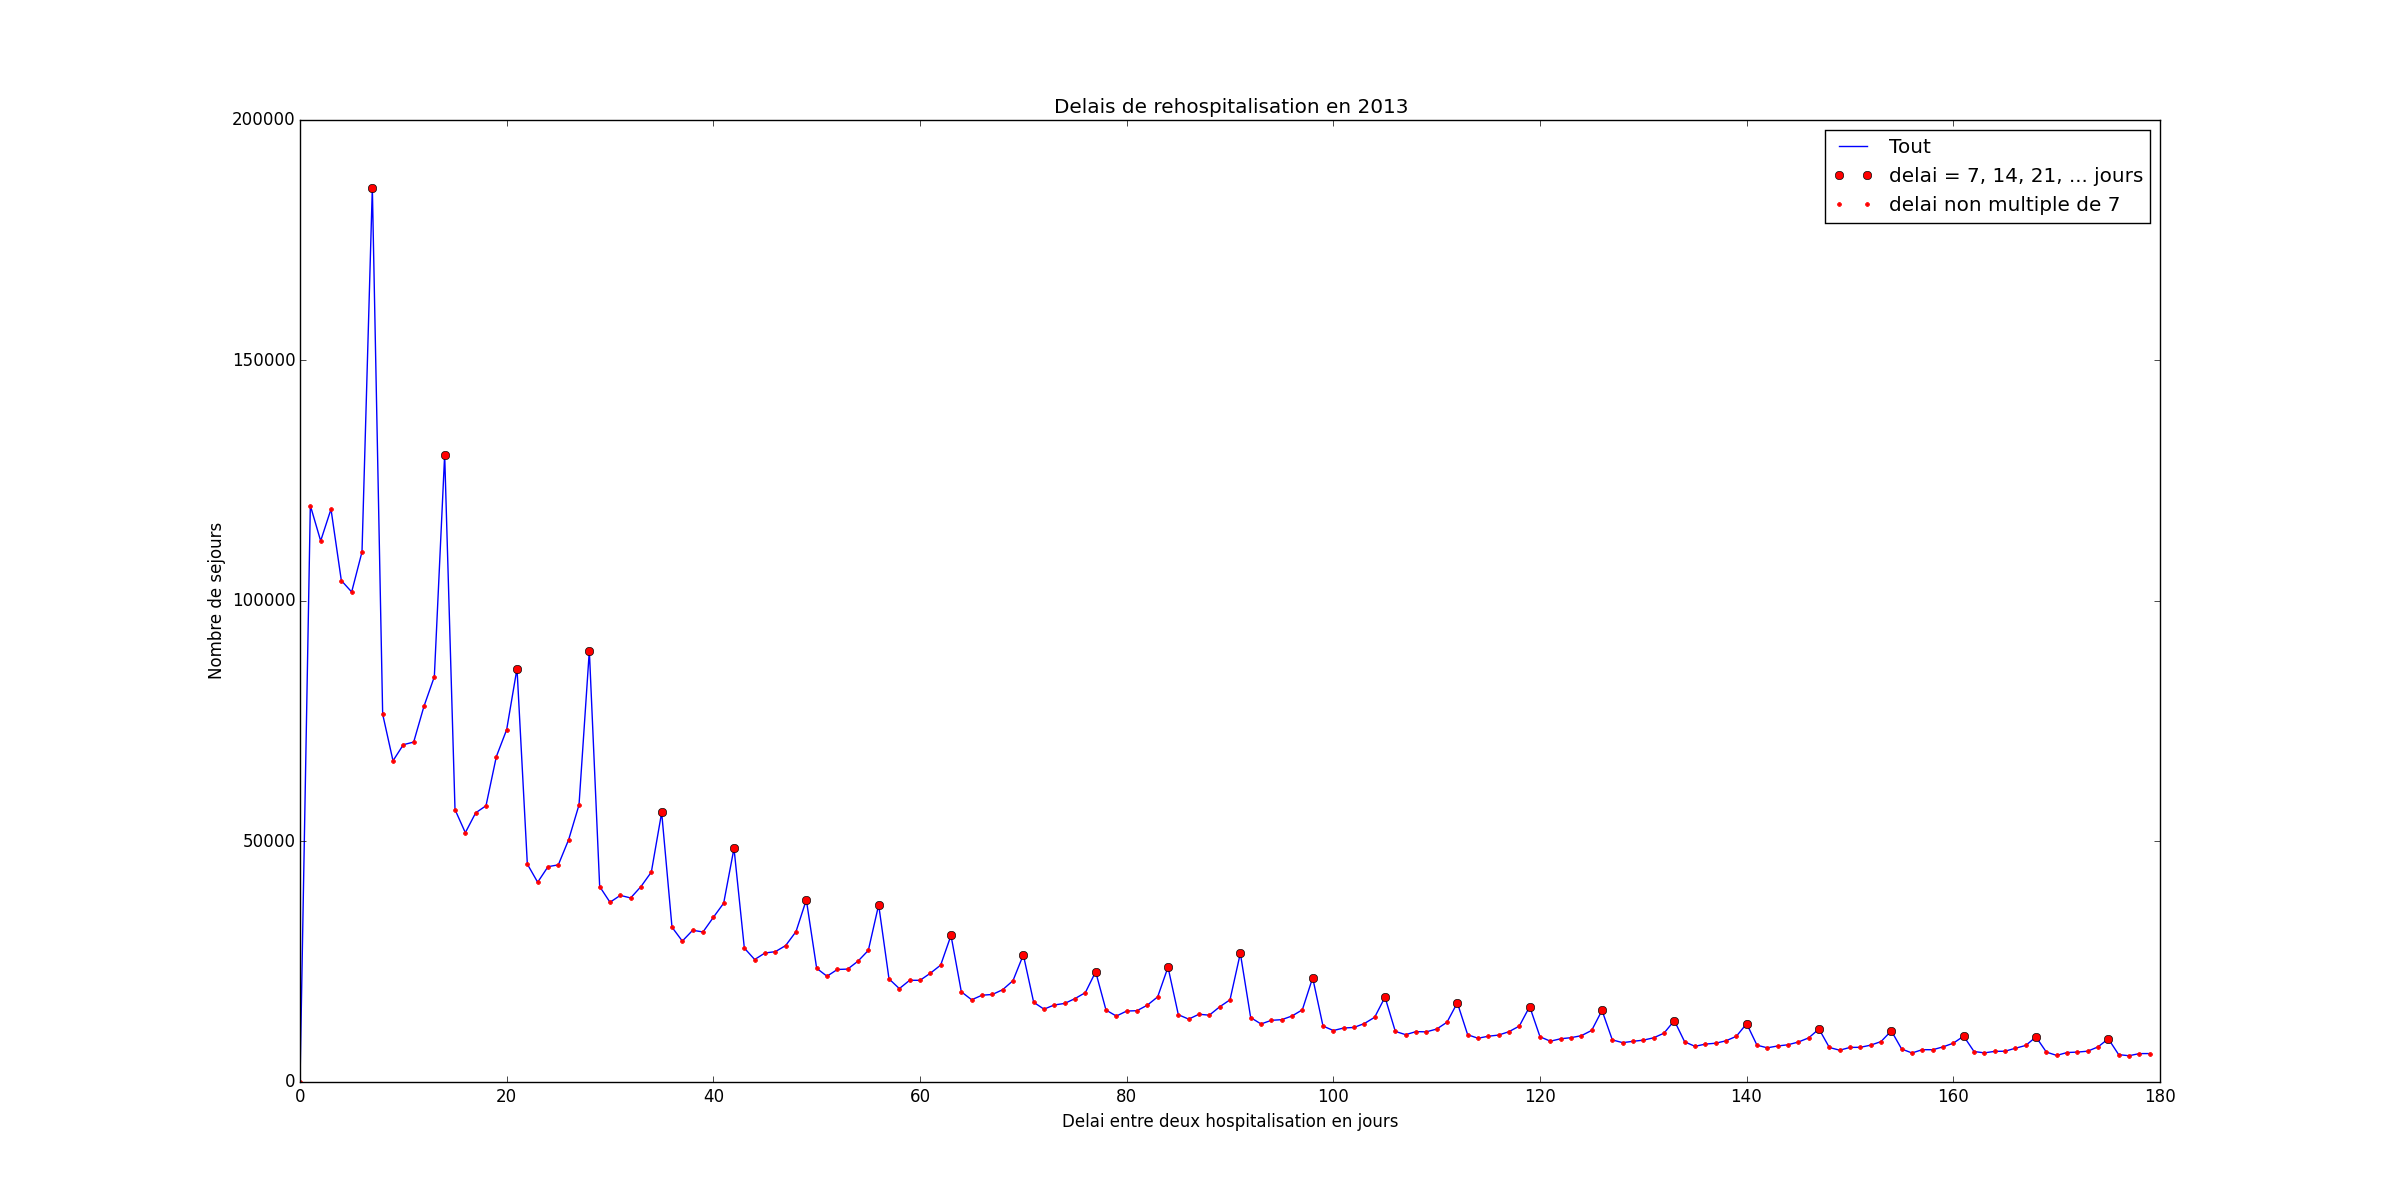 Delais de rehospitalisation en 2013
200000
150000
100000
50000
0
Nombre de sejours
Tout
delai = 7, 14, 21, ... jours
delai non multiple de 7
0 20 40 60 80 100 120 140 160 180
Delai entre deux hospitalisation en jours